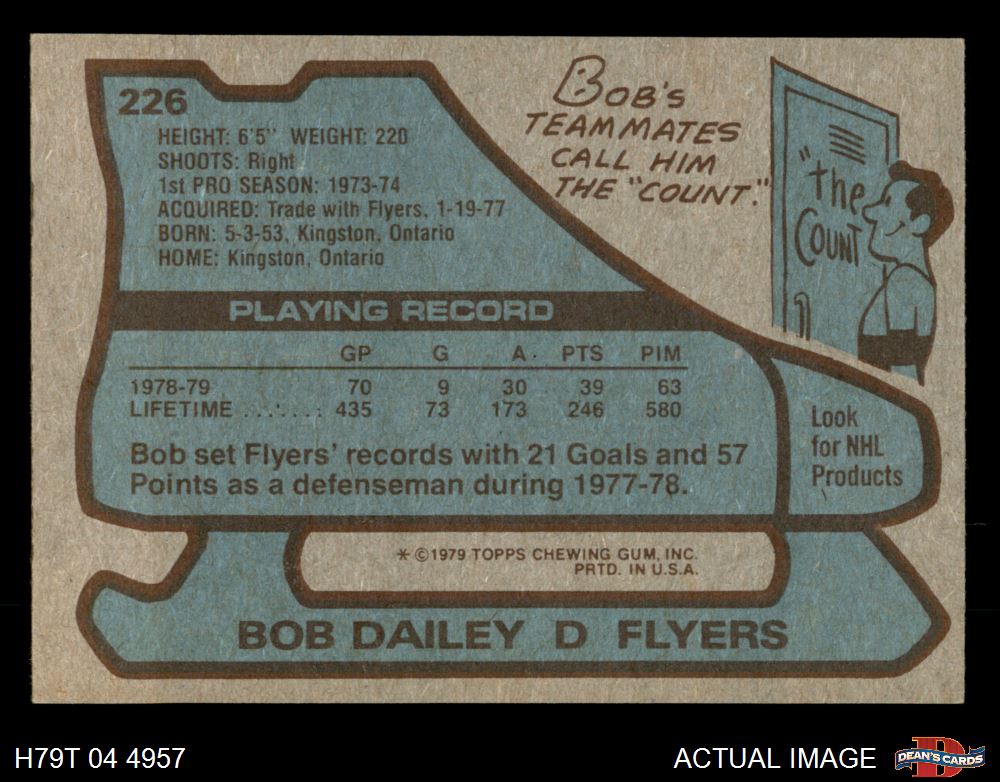 226
HEIGHT: 6'5" WEIGHT: 220
SHOOTS: Right
1st PRO SEASON: 1973-74
ACQUIRED: Trade with Flyers, 1-19-77
BORN: 5-3-53, Kingston, Ontario
HOME: Kingston, Ontario
BOB'S
TEAMMATES
CALL HIM
THE "COUNT."
"the
COUNT
PLAYING RECORD
GP G A. PTS PIM
1978-79 70 9 30 39 63
LIFETIME ........ 435 73 173 246 580
Bob set Flyers' records with 21 Goals and 57
Points as a defenseman during 1977-78.
Look
for NHL
Products
* ©1979 TOPPS CHEWING GUM, INC.
PRTD. IN U.S.A.
BOB DAILEY D FLYERS
H79T 04 4957
ACTUAL IMAGE
D
DEAN'S CARDS